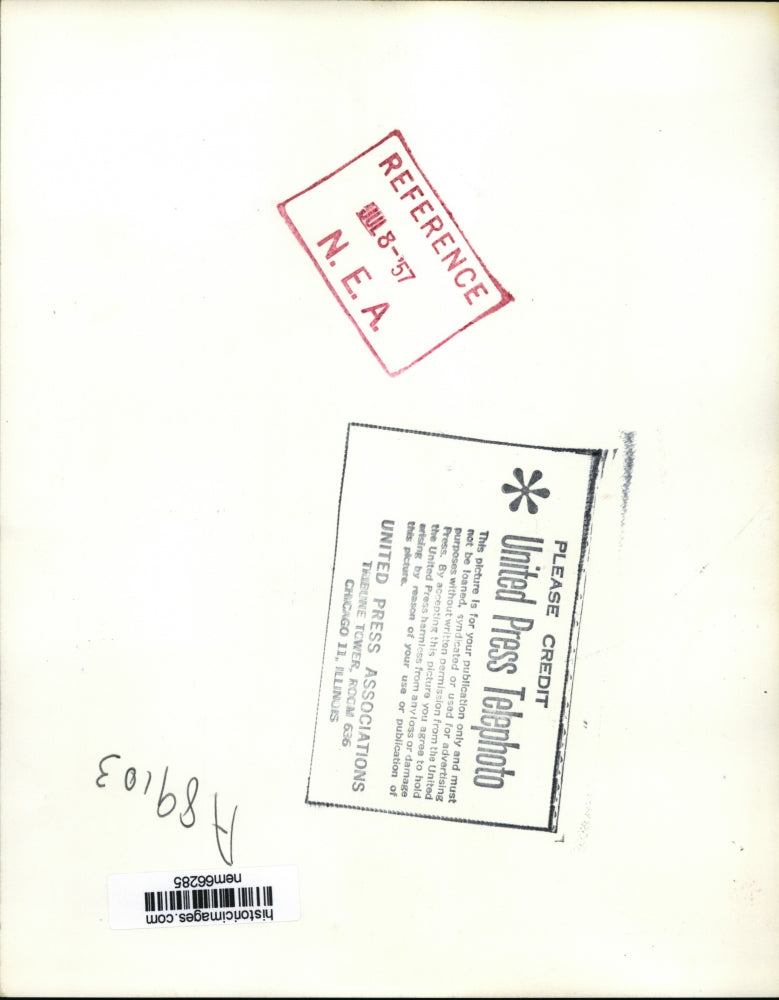 REFERENCE
JUL 8-'57
N. E. A.
PLEASE CREDIT
United Press Telephoto
This picture is for your publication only and must
not be loaned, syndicated or used for advertising
purposes without written permission from the United
Press. By accepting this picture you agree to hold
the United Press harmless from any loss or damage
arising by reason of your use or publication of
this picture.
UNITED PRESS ASSOCIATIONS
TRIBUNE TOWER, ROOM 636
CHICAGO 11, ILLINOIS
A89103
historicimages.com
nem66285